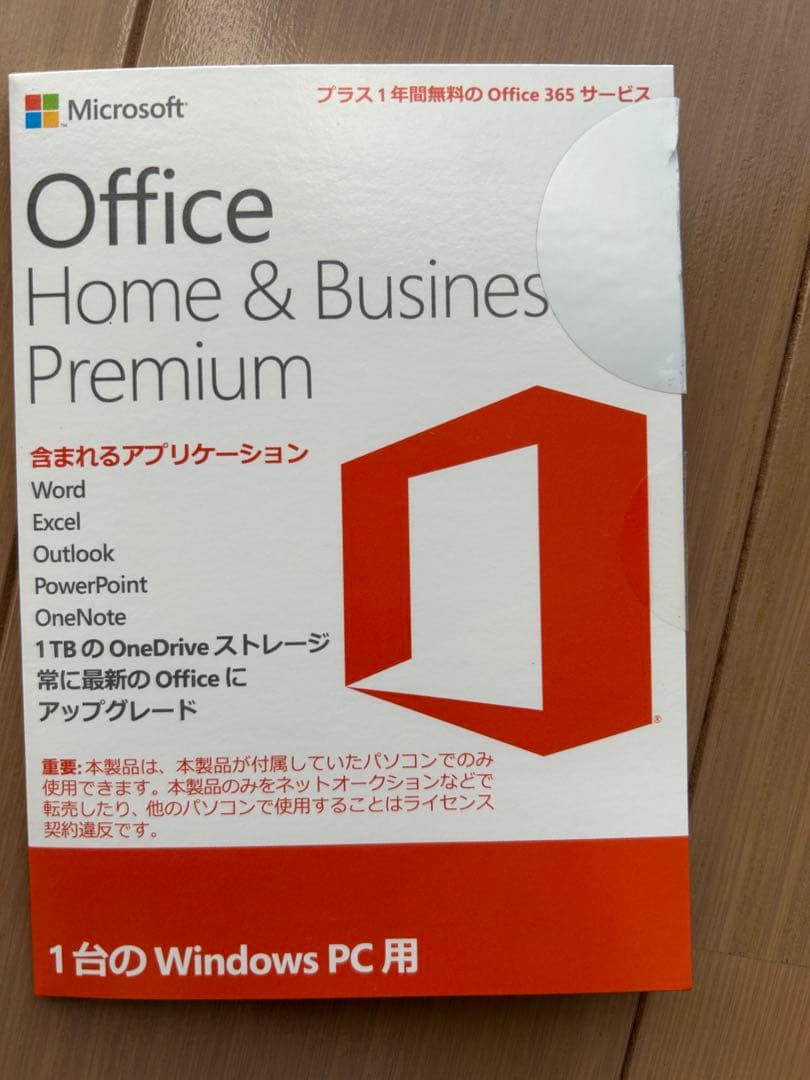 プラス1年間無料の Office 365 サービス
Microsoft
Office
Home & Busines
Premium
含まれるアプリケーション
Word
Excel
Outlook
PowerPoint
OneNote
1TB の OneDrive ストレージ
常に最新の Office に
アップグレード
重要: 本製品は、本製品が付属していたパソコンでのみ
使用できます。本製品のみをネットオークションなどで
転売したり、他のパソコンで使用することはライセンス
契約違反です。
1 台の Windows PC 用